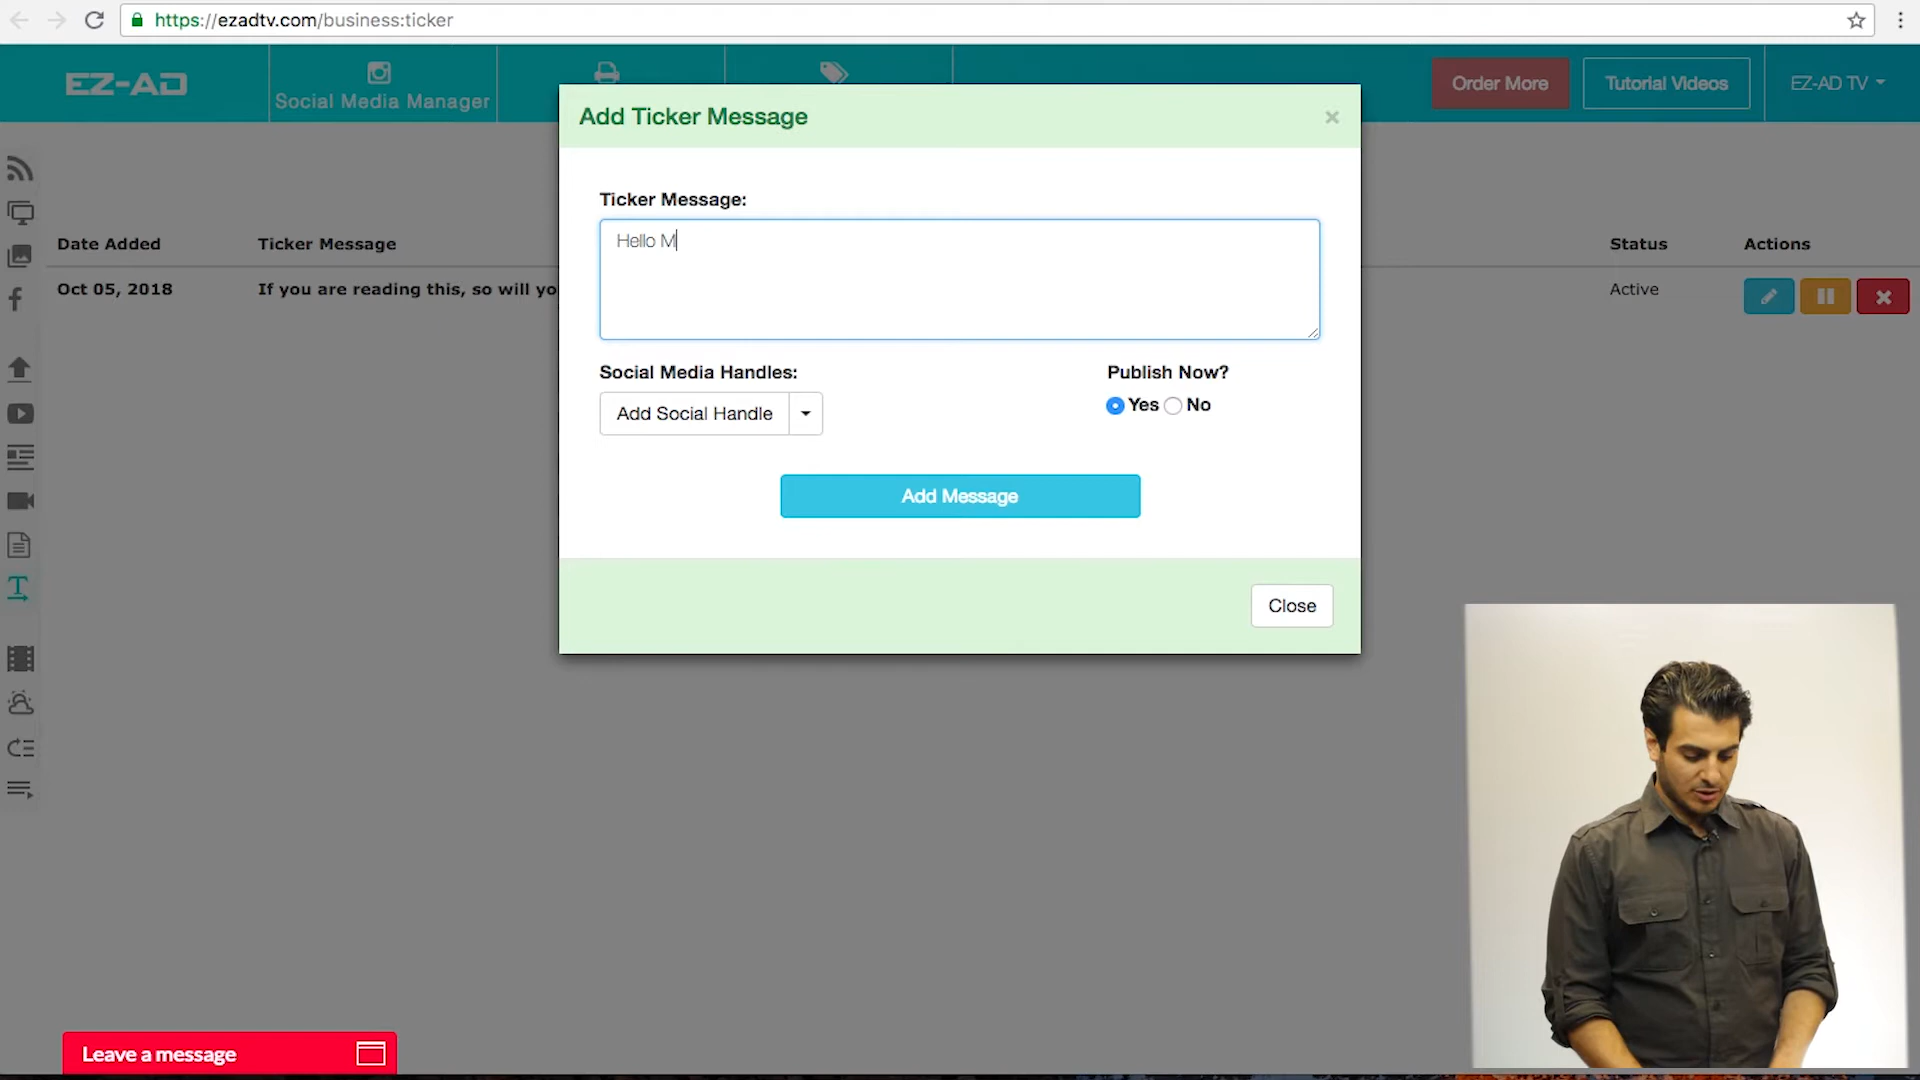 https://ezadtv.com/business:ticker
EZ-AD
Social Media Manager
Order More
Tutorial Videos
EZ-AD TV
Add Ticker Message
×
Ticker Message:
Hello M
Date Added
Ticker Message
Status
Actions
Oct 05, 2018
If you are reading this, so will yo
Active
Social Media Handles:
Publish Now?
Add Social Handle
Yes
No
Add Message
Close
Leave a message